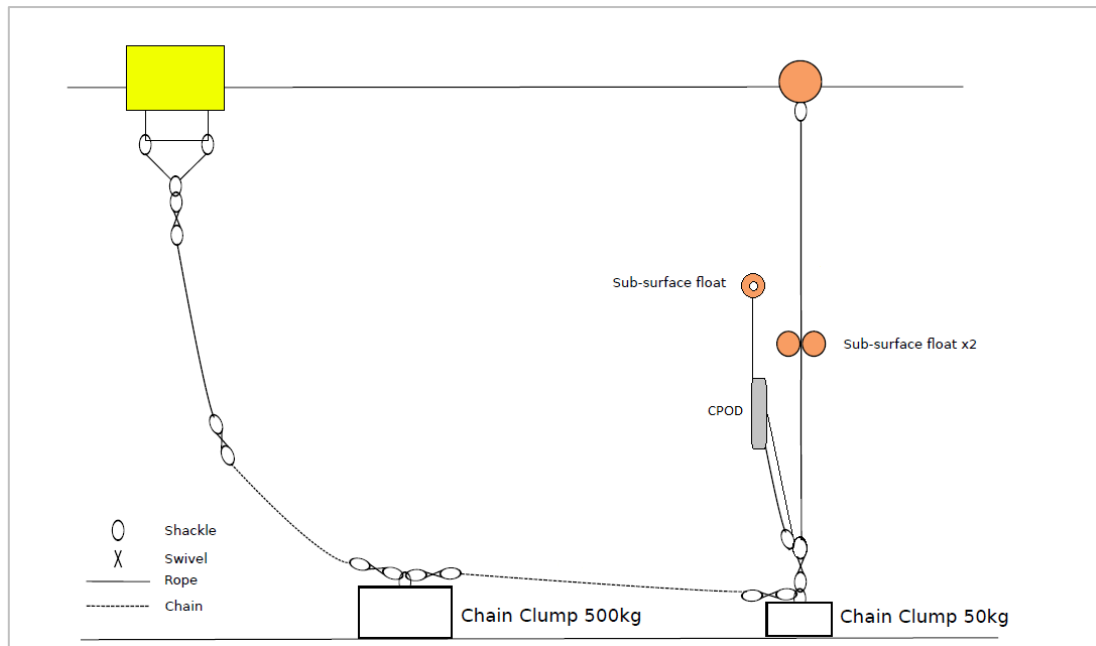 Sub-surface float
Sub-surface float x2
CPOD
Shackle
Swivel
Rope
Chain
Chain Clump 500kg
Chain Clump 50kg